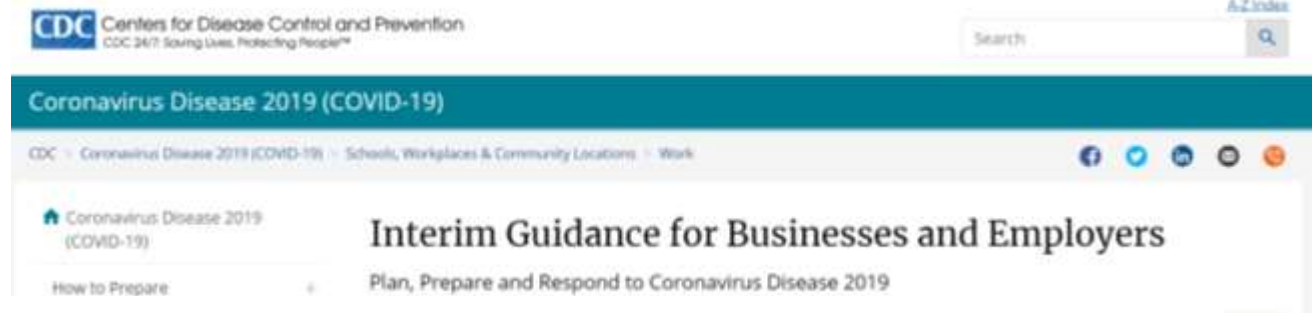 A-Z Index
CDC Centers for Disease Control and Prevention
CDC 24/7: Saving Lives, Protecting People™
Search
Coronavirus Disease 2019 (COVID-19)
CDC > Coronavirus Disease 2019 (COVID-19) > Schools, Workplaces & Community Locations > Work
Coronavirus Disease 2019
(COVID-19)
How to Prepare +
Interim Guidance for Businesses and Employers
Plan, Prepare and Respond to Coronavirus Disease 2019